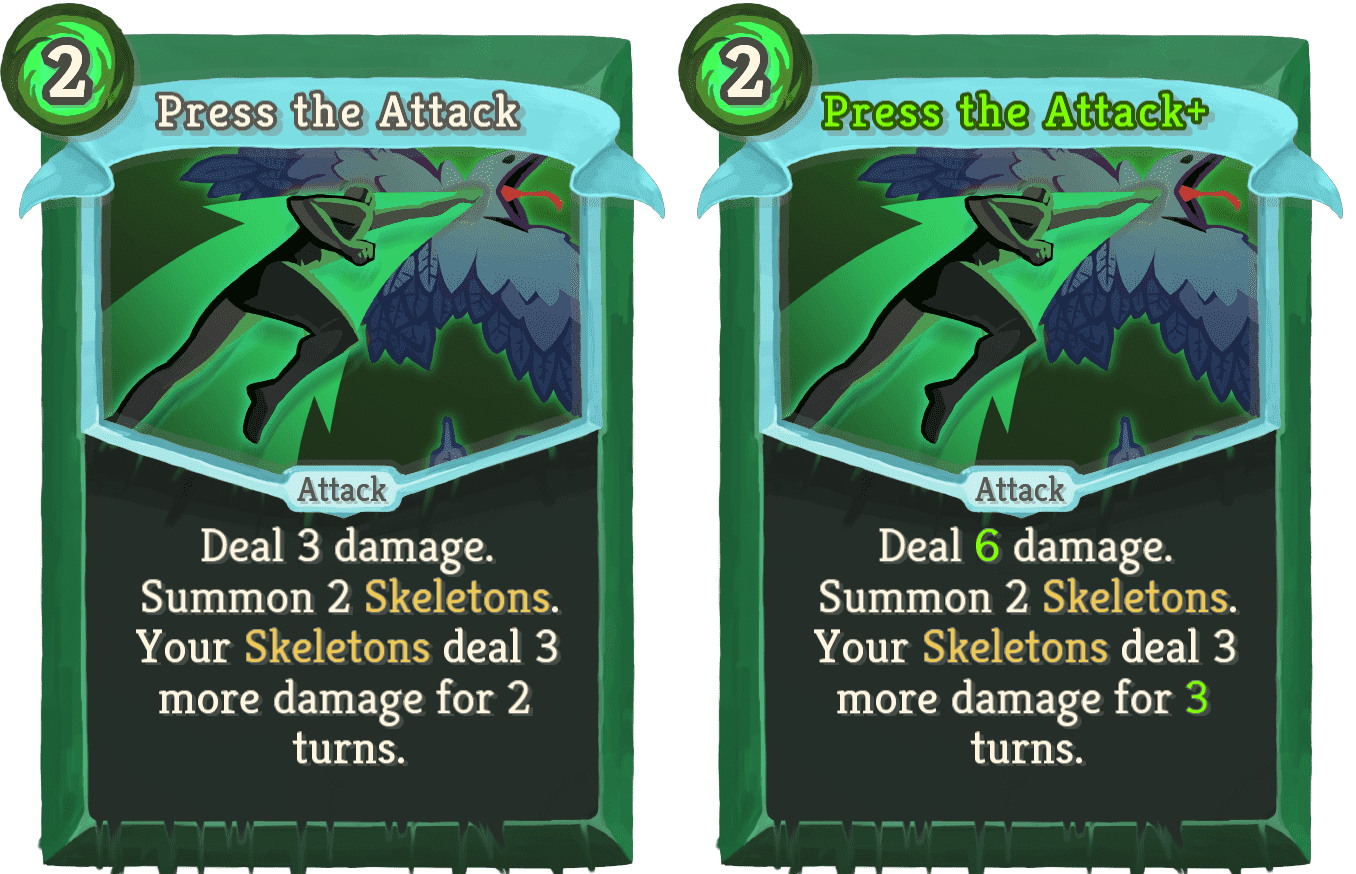 2
Press the Attack
Attack
Deal 3 damage.
Summon 2 Skeletons.
Your Skeletons deal 3
more damage for 2
turns.
2
Press the Attack+
Attack
Deal 6 damage.
Summon 2 Skeletons.
Your Skeletons deal 3
more damage for 3
turns.